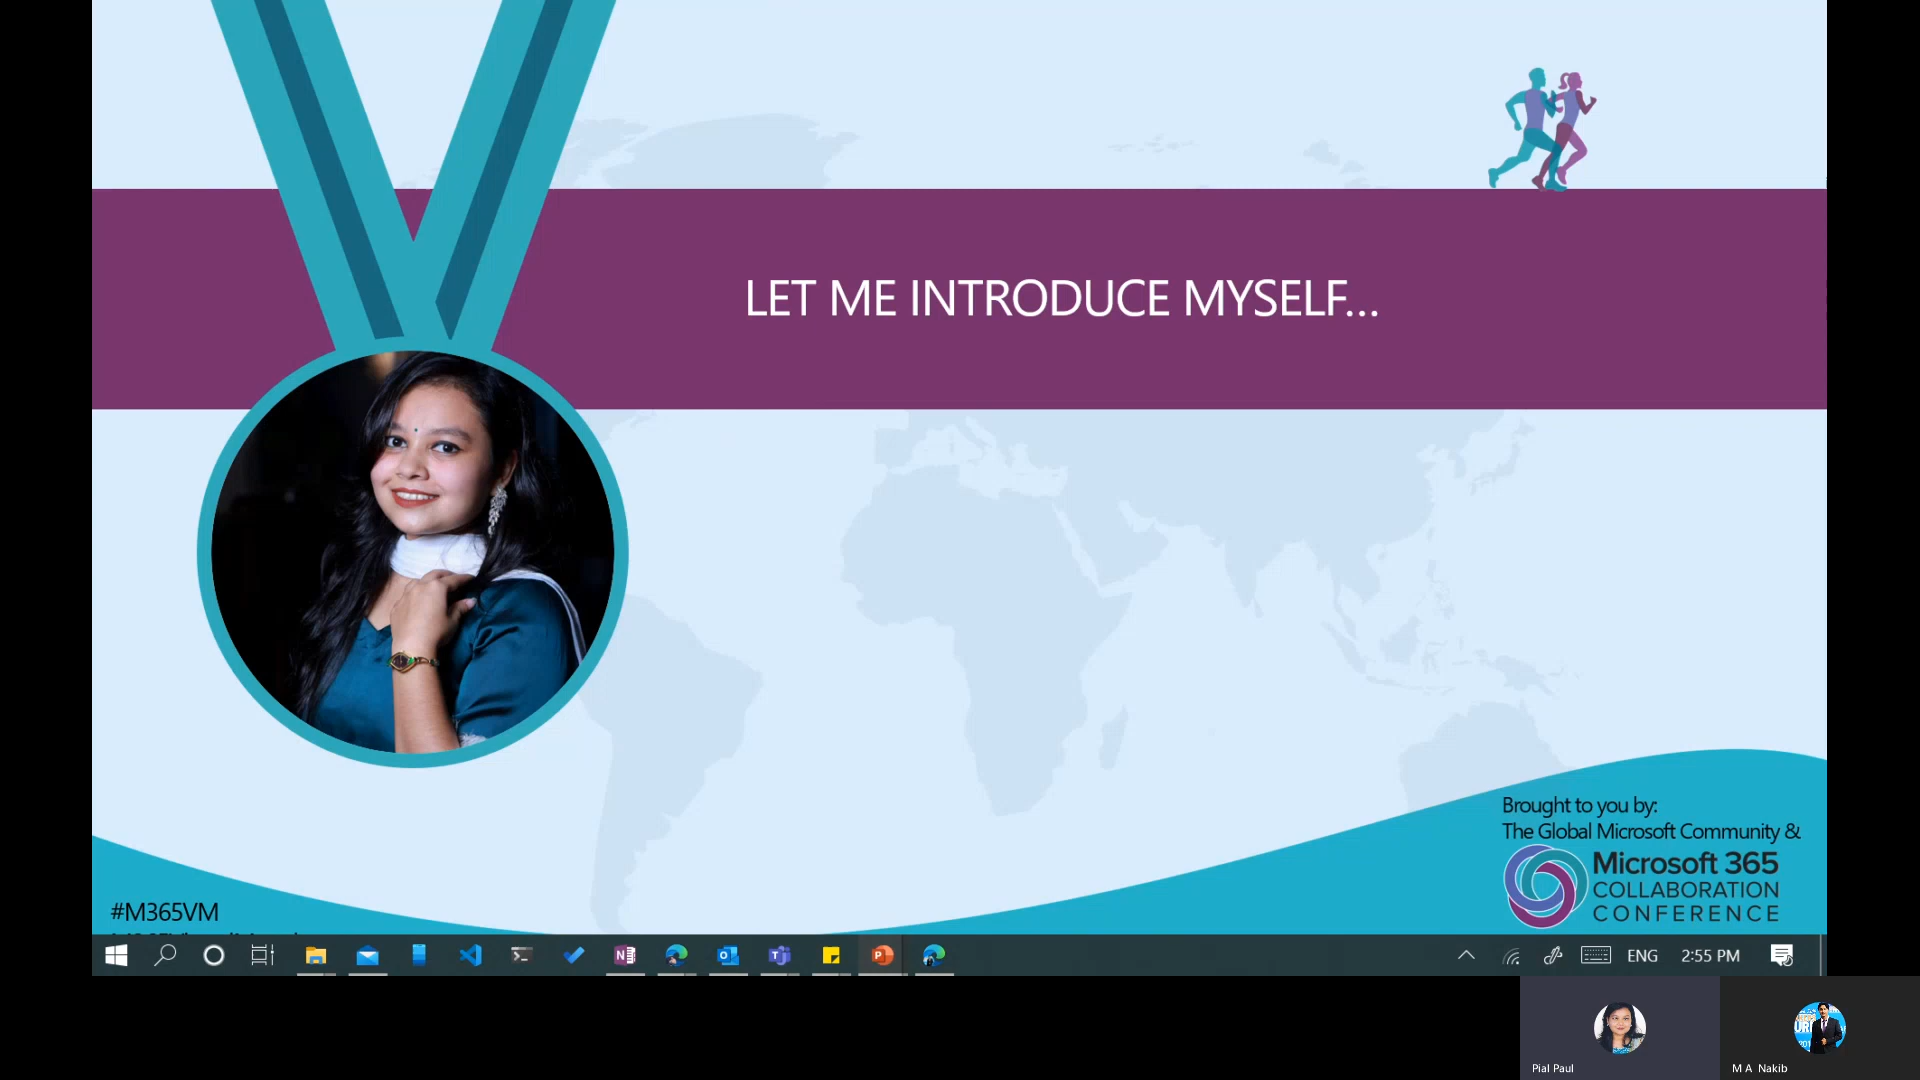 LET ME INTRODUCE MYSELF...
Brought to you by:
The Global Microsoft Community &
Microsoft 365
COLLABORATION
CONFERENCE
#M365VM
ENG
2:55 PM
Pial Paul
M A Nakib